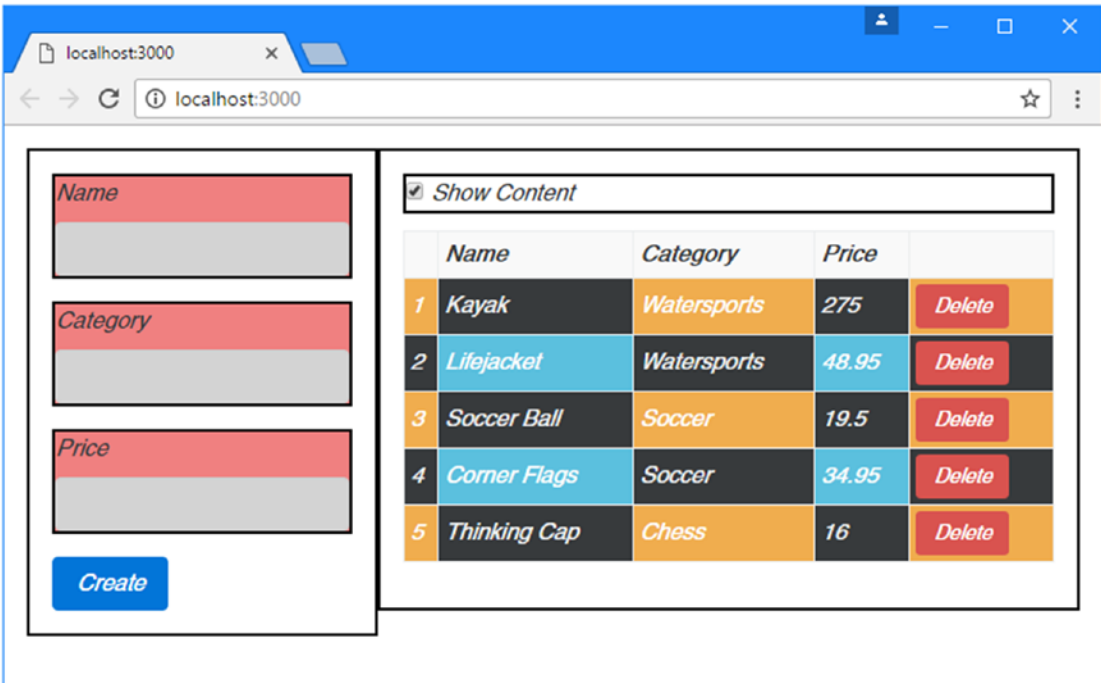 localhost:3000
localhost:3000
Name
Category
Price
Create
Show Content
Name Category Price
1 Kayak Watersports 275 Delete
2 Lifejacket Watersports 48.95 Delete
3 Soccer Ball Soccer 19.5 Delete
4 Corner Flags Soccer 34.95 Delete
5 Thinking Cap Chess 16 Delete